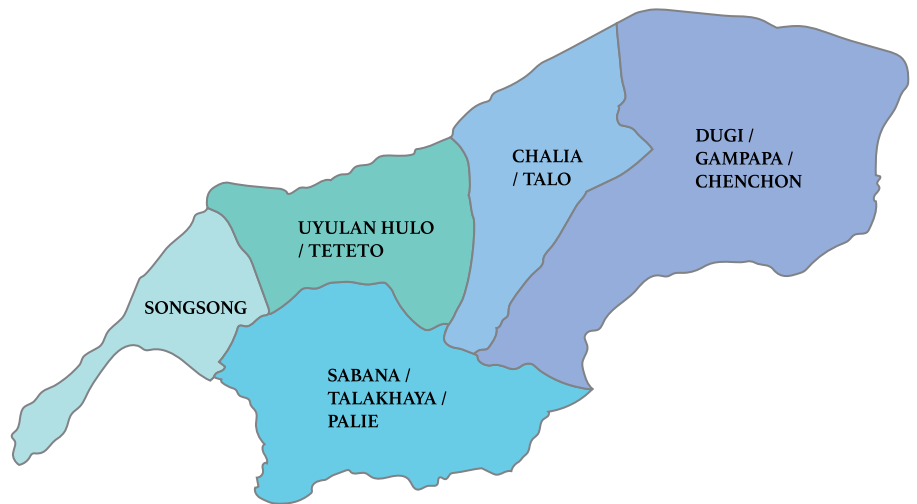 DUGI /
GAMPAPA /
CHENCHON
CHALIA
/ TALO
UYULAN HULO
/ TETETO
SONGSONG
SABANA /
TALAKHAYA /
PALIE